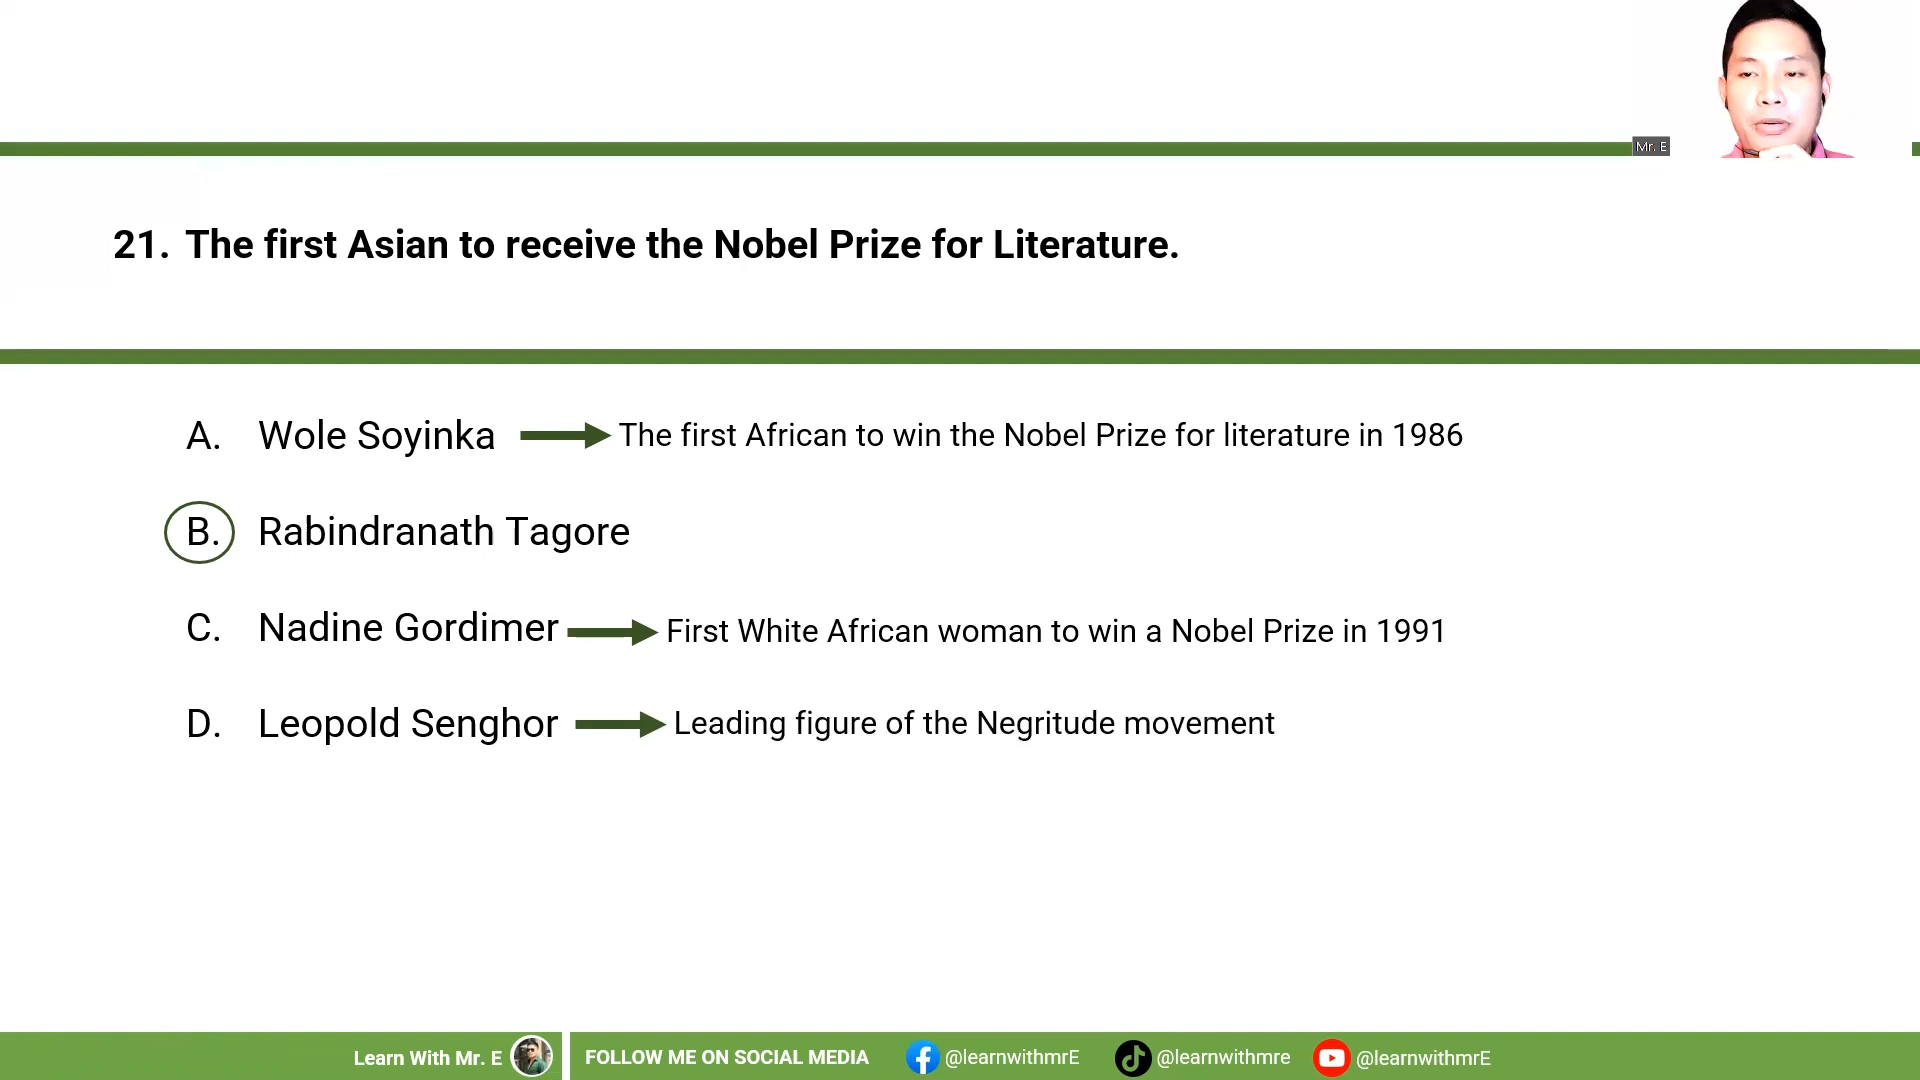 Mr. E
21. The first Asian to receive the Nobel Prize for Literature.
A. Wole Soyinka The first African to win the Nobel Prize for literature in 1986
B. Rabindranath Tagore
C. Nadine Gordimer First White African woman to win a Nobel Prize in 1991
D. Leopold Senghor Leading figure of the Negritude movement
Learn With Mr. E FOLLOW ME ON SOCIAL MEDIA @learnwithmrE @learnwithmre @learnwithmrE